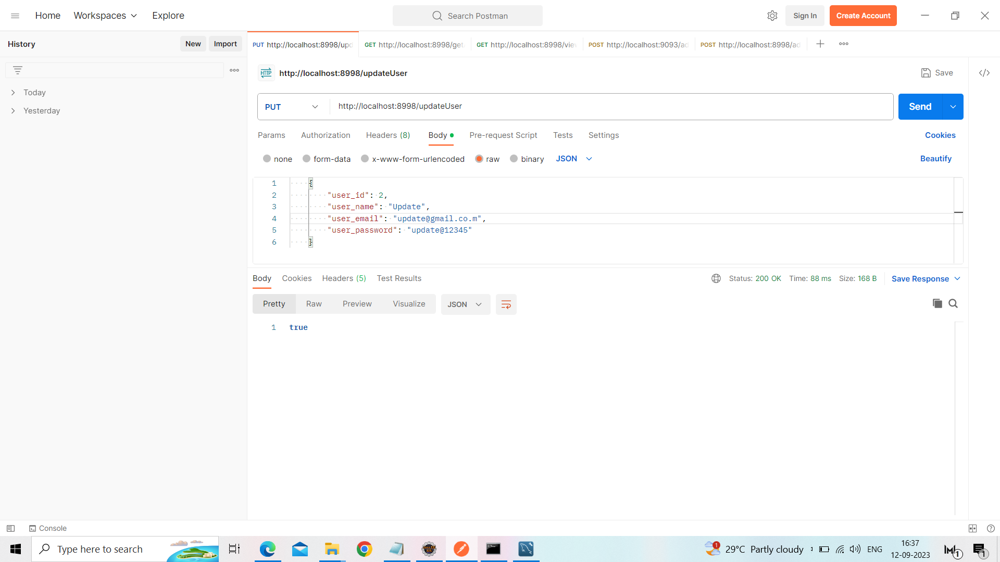 Home Workspaces Explore Search Postman Sign In Create Account
History New Import
PUT http://localhost:8998/upd GET http://localhost:8998/get GET http://localhost:8998/vie POST http://localhost:9093/ad POST http://localhost:8998/ad
HTTP http://localhost:8998/updateUser Save </>
Today
Yesterday
PUT http://localhost:8998/updateUser Send
Params Authorization Headers (8) Body Pre-request Script Tests Settings Cookies
none form-data x-www-form-urlencoded raw binary JSON Beautify
1 {
2 "user_id": 2,
3 "user_name": "Update",
4 "user_email": "update@gmail.co.m",
5 "user_password": "update@12345"
6 }
Body Cookies Headers (5) Test Results Status: 200 OK Time: 88 ms Size: 168 B Save Response
Pretty Raw Preview Visualize JSON
1 true
Console
Type here to search 1 29°C Partly cloudy ENG 16:37 12-09-2023 1 1